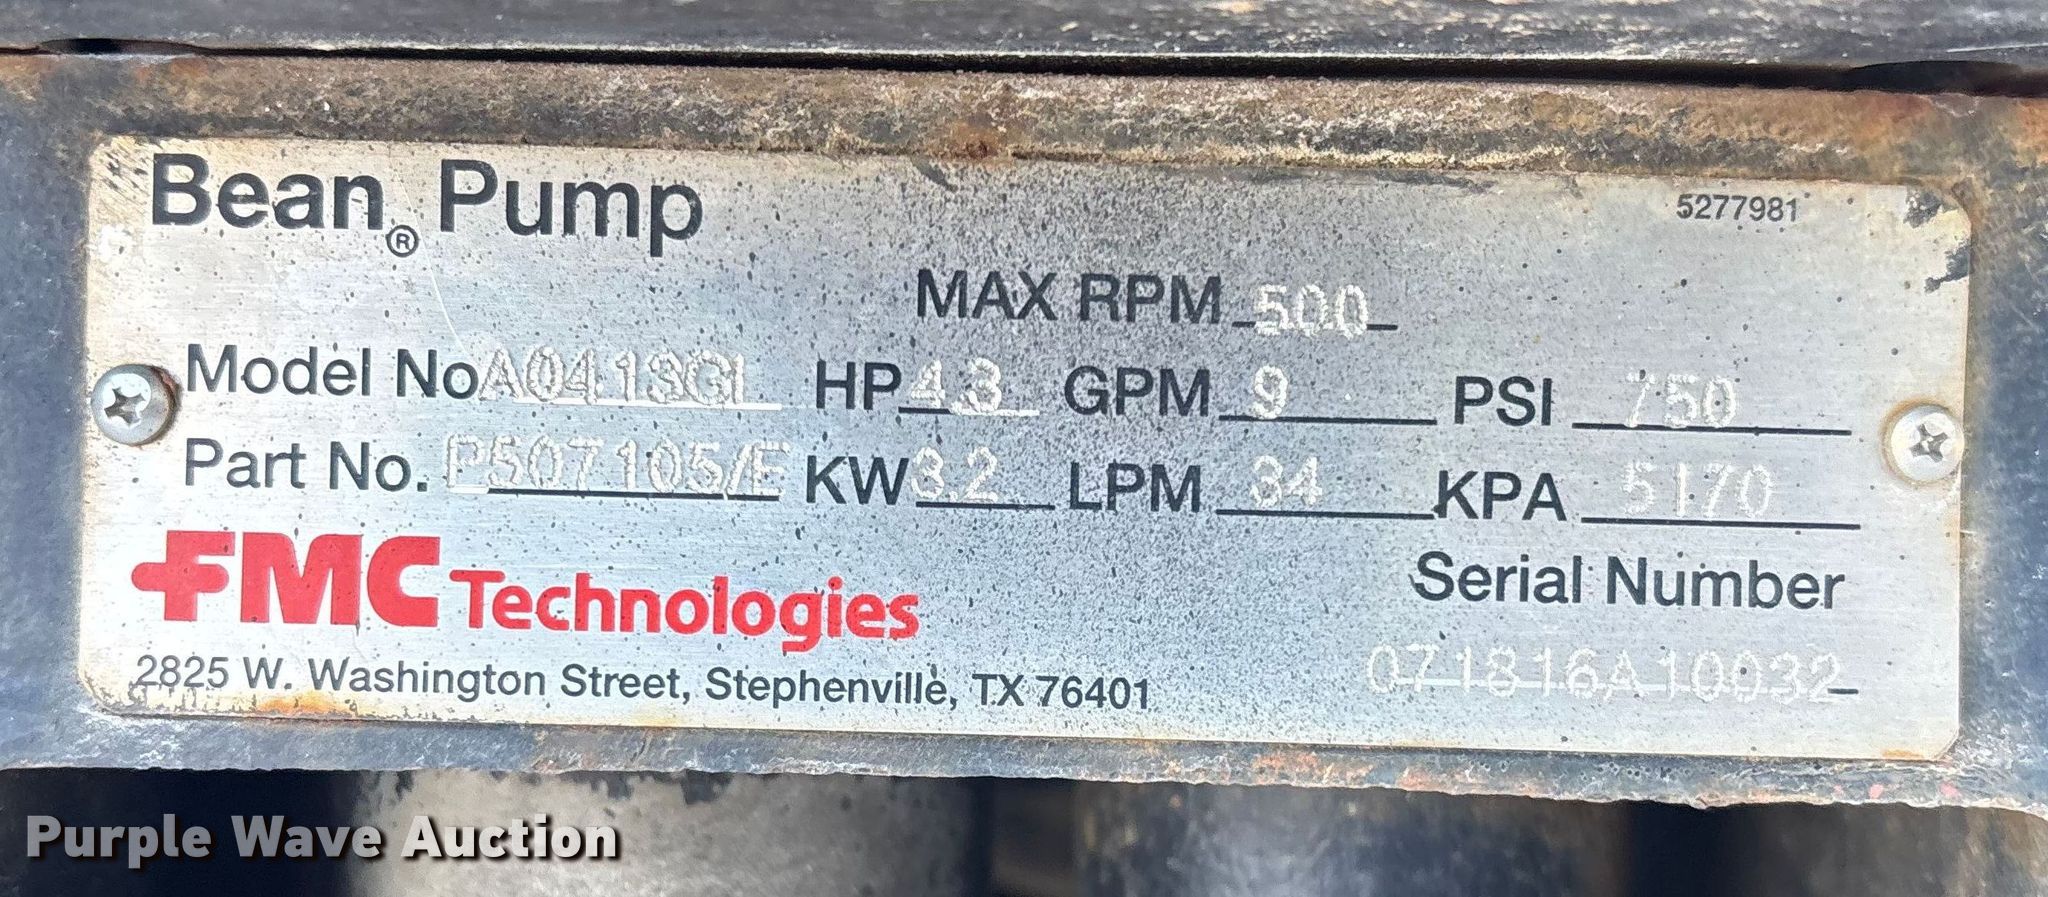 Bean® Pump
5277981
MAX RPM 500
Model No A0413GI HP 4.3 GPM 9 PSI 750
Part No. P507105/E KW 3.2 LPM 34 KPA 5170
FMC Technologies
Serial Number
2825 W. Washington Street, Stephenville, TX 76401
071816A10032
Purple Wave Auction